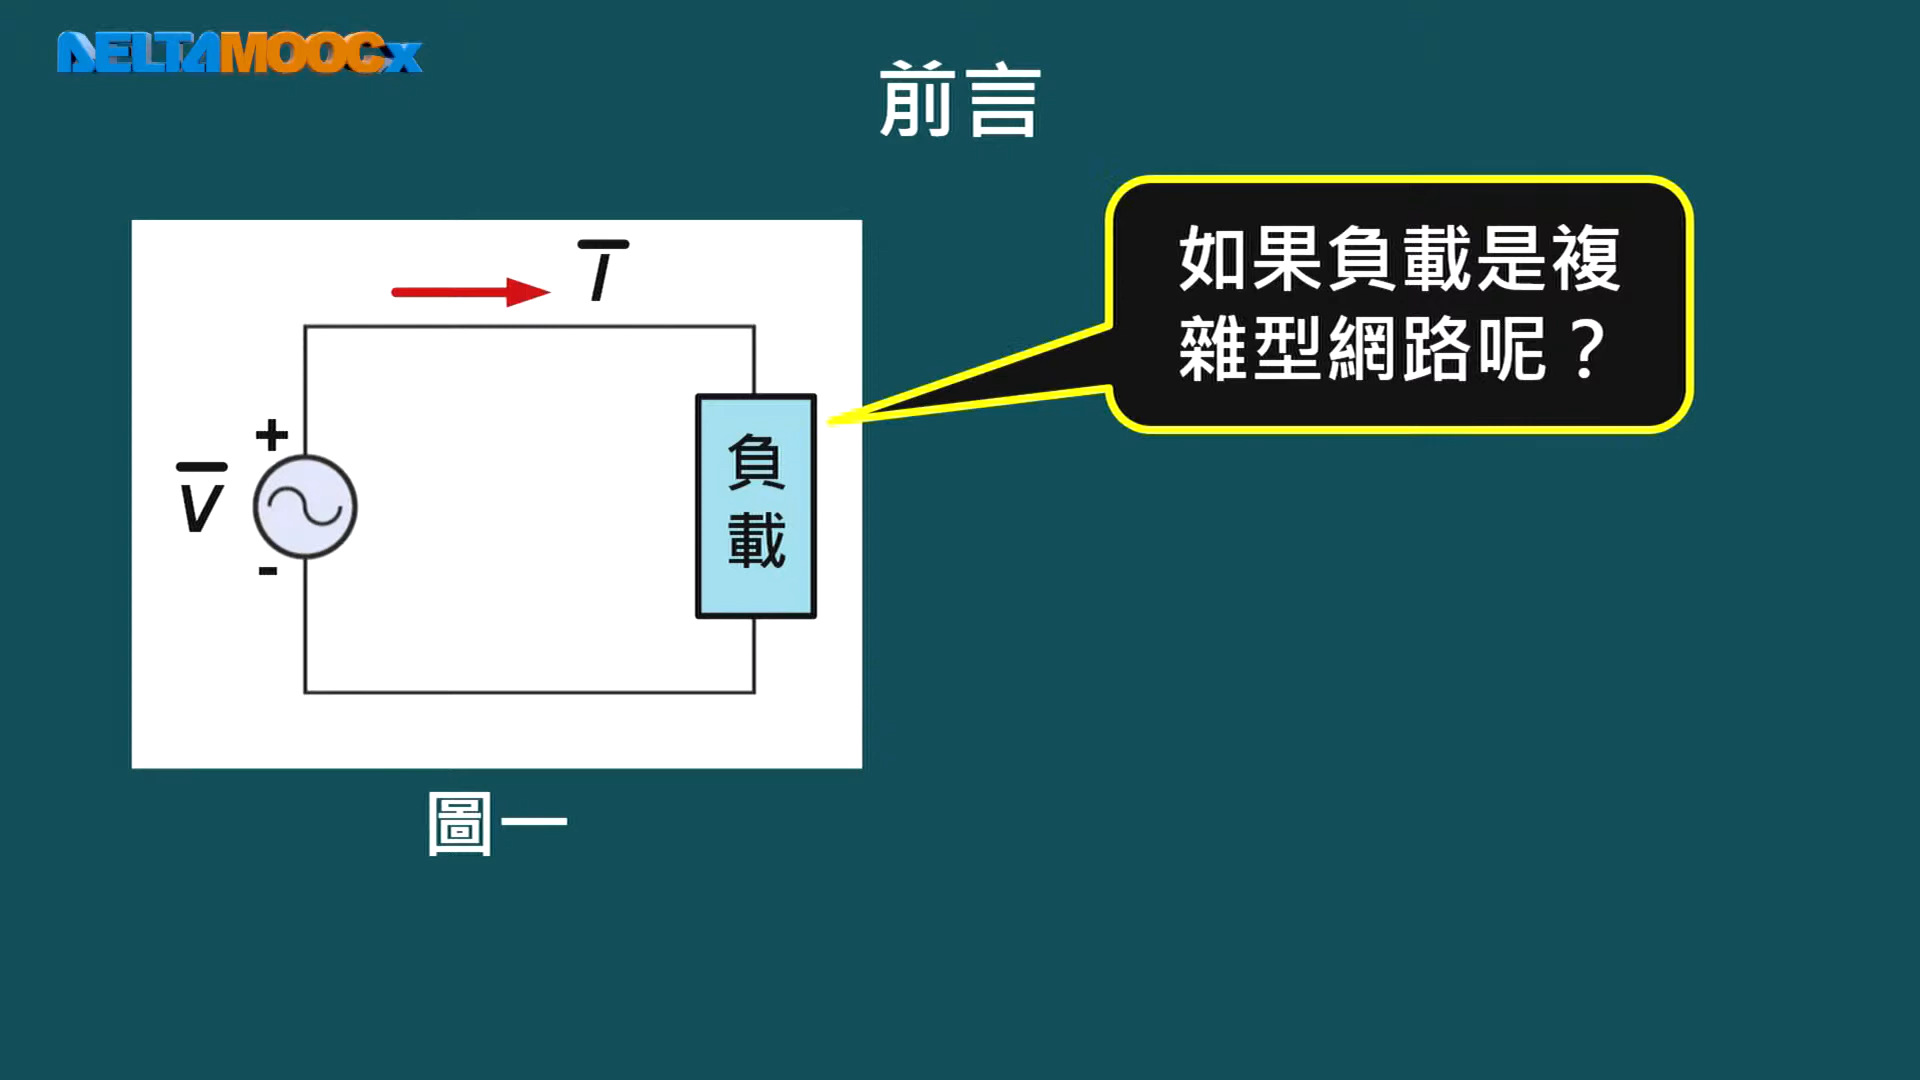 DELTAMOOCx
前言
如果負載是複
雜型網路呢？
I
+
V
-
負
載
圖一